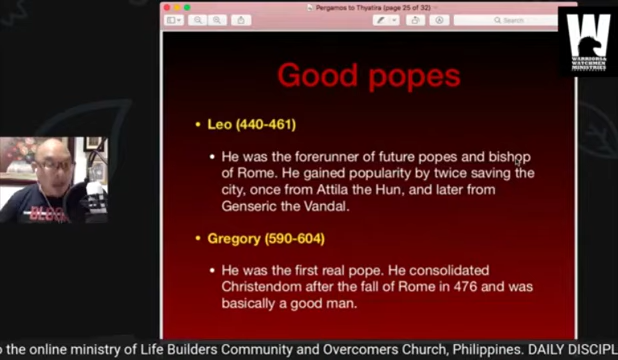 Pergamos to Thyatira (page 25 of 32)
Search
WARRIORS &
WATCHMEN
MINISTRIES
Good popes
• Leo (440-461)
• He was the forerunner of future popes and bishop
of Rome. He gained popularity by twice saving the
city, once from Attila the Hun, and later from
Genseric the Vandal.
• Gregory (590-604)
• He was the first real pope. He consolidated
Christendom after the fall of Rome in 476 and was
basically a good man.
BLOO
o the online ministry of Life Builders Community and Overcomers Church, Philippines. DAILY DISCIPL